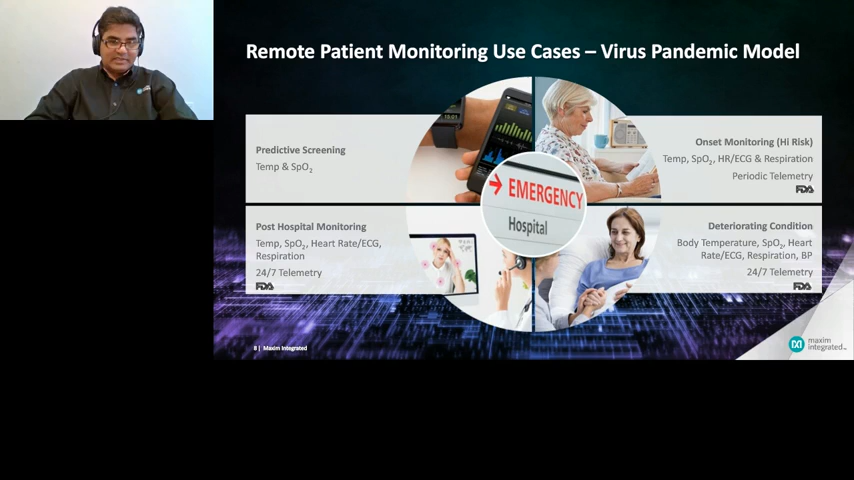 Remote Patient Monitoring Use Cases – Virus Pandemic Model
Predictive Screening
Temp & SpO₂
Onset Monitoring (Hi Risk)
Temp, SpO₂, HR/ECG & Respiration
Periodic Telemetry
FDA
EMERGENCY
Hospital
Post Hospital Monitoring
Temp, SpO₂, Heart Rate/ECG,
Respiration
24/7 Telemetry
FDA
Deteriorating Condition
Body Temperature, SpO₂, Heart
Rate/ECG, Respiration, BP
24/7 Telemetry
FDA
8 | Maxim Integrated
maxim
integrated™